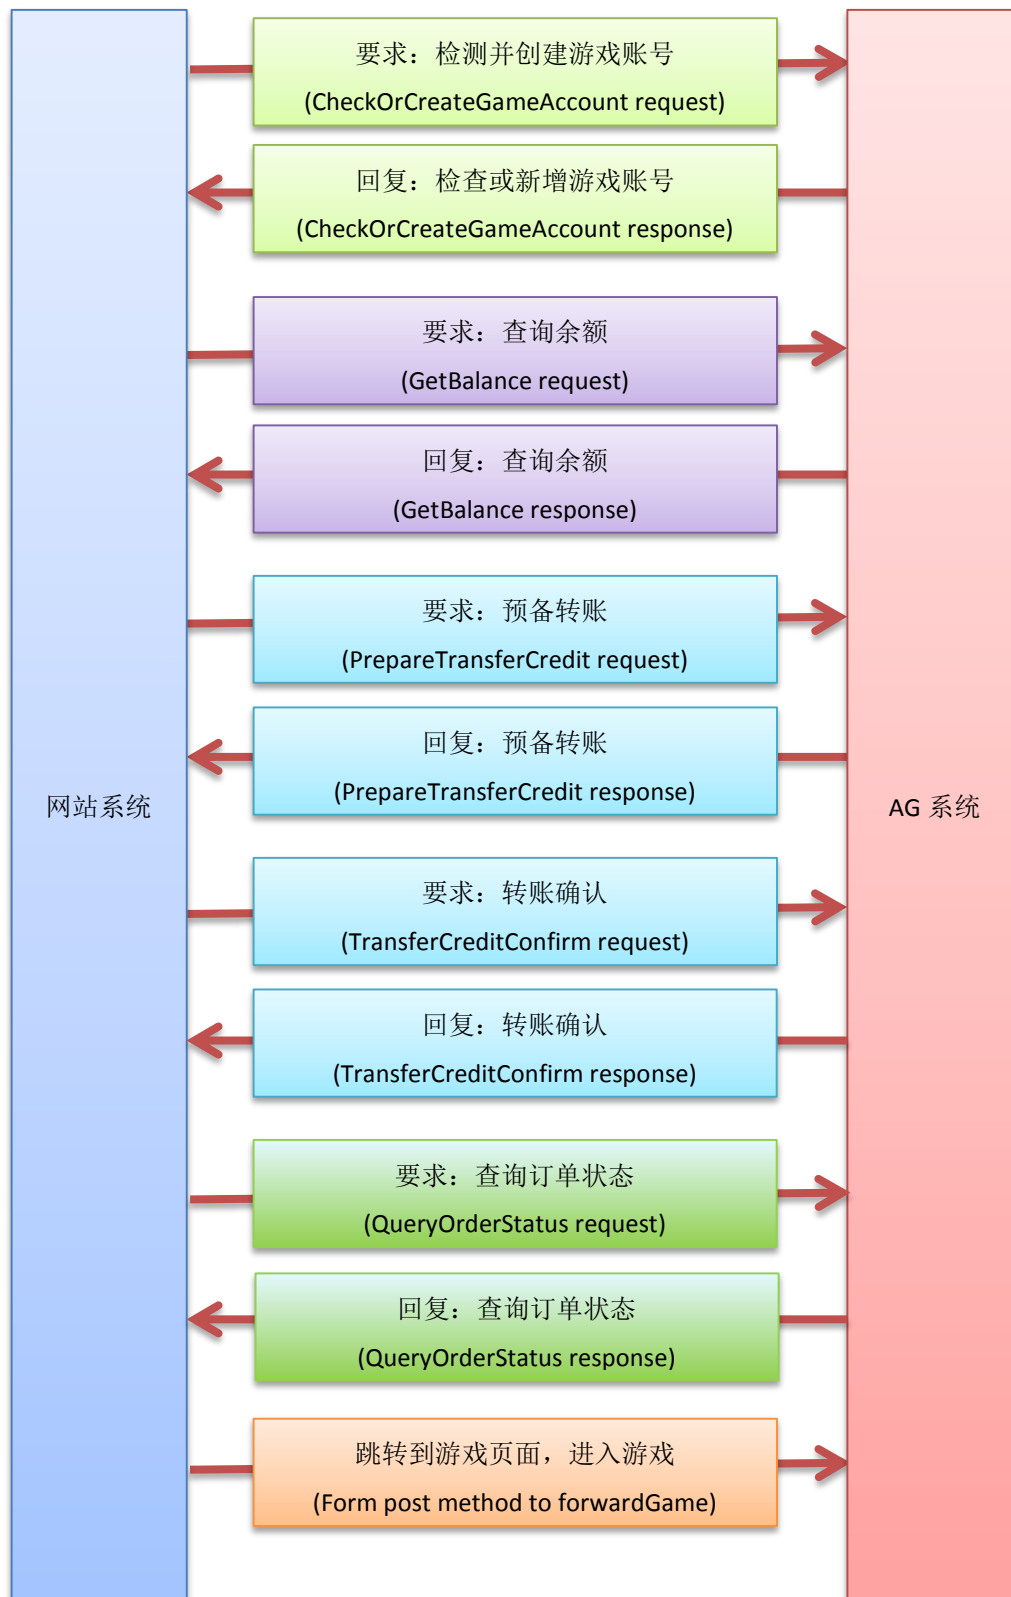 要求：检测并创建游戏账号
(CheckOrCreateGameAccount request)
回复：检查或新增游戏账号
(CheckOrCreateGameAccount response)
要求：查询余额
(GetBalance request)
回复：查询余额
(GetBalance response)
要求：预备转账
(PrepareTransferCredit request)
回复：预备转账
(PrepareTransferCredit response)
网站系统
AG 系统
要求：转账确认
(TransferCreditConfirm request)
回复：转账确认
(TransferCreditConfirm response)
要求：查询订单状态
(QueryOrderStatus request)
回复：查询订单状态
(QueryOrderStatus response)
跳转到游戏页面，进入游戏
(Form post method to forwardGame)